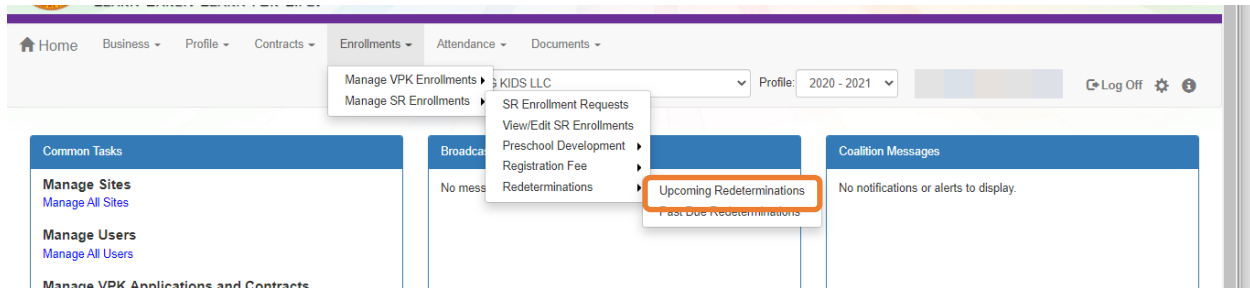 Home Business Profile Contracts Enrollments Attendance Documents
Manage VPK Enrollments
Manage SR Enrollments
KIDS LLC
Profile: 2020 - 2021
Log Off
SR Enrollment Requests
View/Edit SR Enrollments
Preschool Development
Registration Fee
Redeterminations
Upcoming Redeterminations
Past Due Redeterminations
Common Tasks
Manage Sites
Manage All Sites
Manage Users
Manage All Users
Manage VPK Applications and Contracts
Broadca
No mess
Coalition Messages
No notifications or alerts to display.